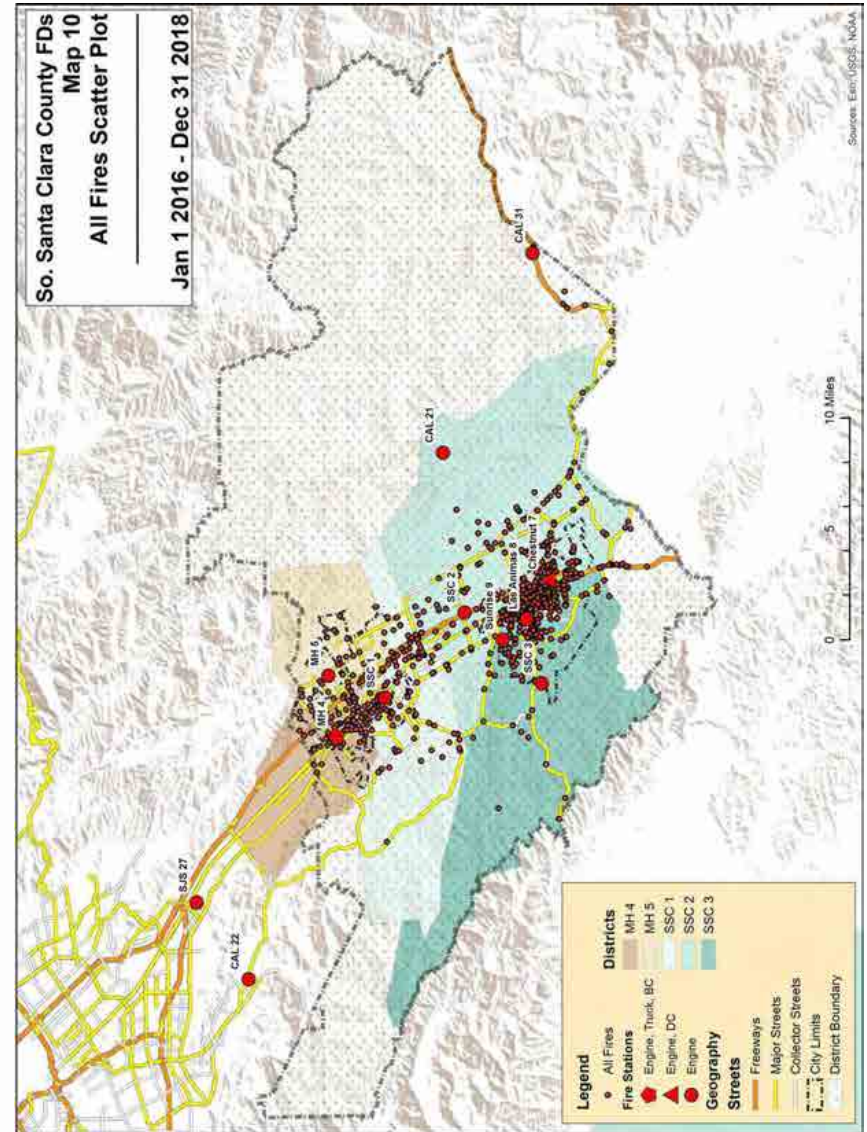 So. Santa Clara County FDs
Map 10
All Fires Scatter Plot
Jan 1 2016 - Dec 31 2018
SJS 27
CAL 22
MH 4
MH 5
SSC 1
SSC 2
Sunrise 9
Las Animas 8
Chestnut 7
SSC 3
CAL 21
CAL 31
Legend
All Fires
Fire Stations
Engine, Truck, BC
Engine, DC
Engine
Geography
Streets
Freeways
Major Streets
Collector Streets
City Limits
District Boundary
Districts
MH 4
MH 5
SSC 1
SSC 2
SSC 3
0 5 10 Miles
Sources: Esri, USGS, NOAA